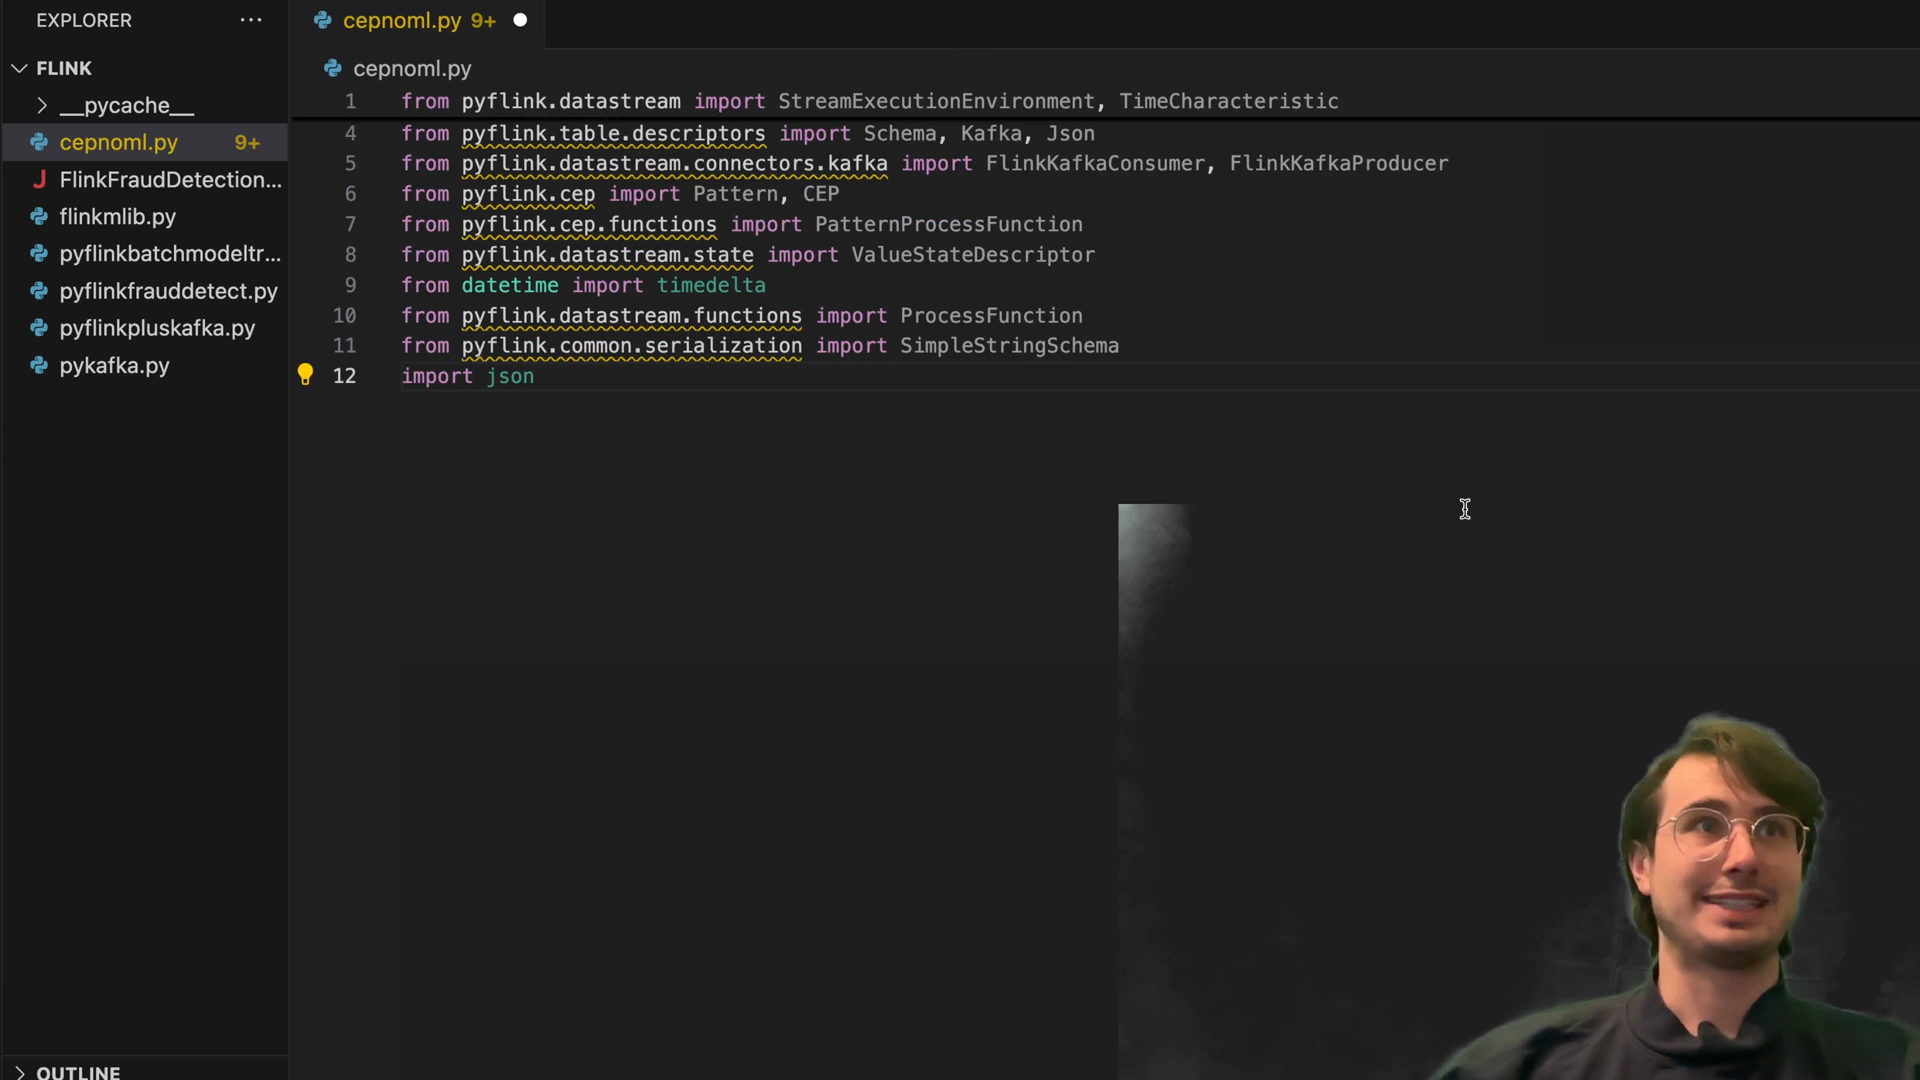 EXPLORER
FLINK
__pycache__
cepnoml.py 9+
FlinkFraudDetection...
flinkmlib.py
pyflinkbatchmodeltr...
pyflinkfrauddetect.py
pyflinkpluskafka.py
pykafka.py
OUTLINE
cepnoml.py 9+
cepnoml.py
1 from pyflink.datastream import StreamExecutionEnvironment, TimeCharacteristic
4 from pyflink.table.descriptors import Schema, Kafka, Json
5 from pyflink.datastream.connectors.kafka import FlinkKafkaConsumer, FlinkKafkaProducer
6 from pyflink.cep import Pattern, CEP
7 from pyflink.cep.functions import PatternProcessFunction
8 from pyflink.datastream.state import ValueStateDescriptor
9 from datetime import timedelta
10 from pyflink.datastream.functions import ProcessFunction
11 from pyflink.common.serialization import SimpleStringSchema
12 import json